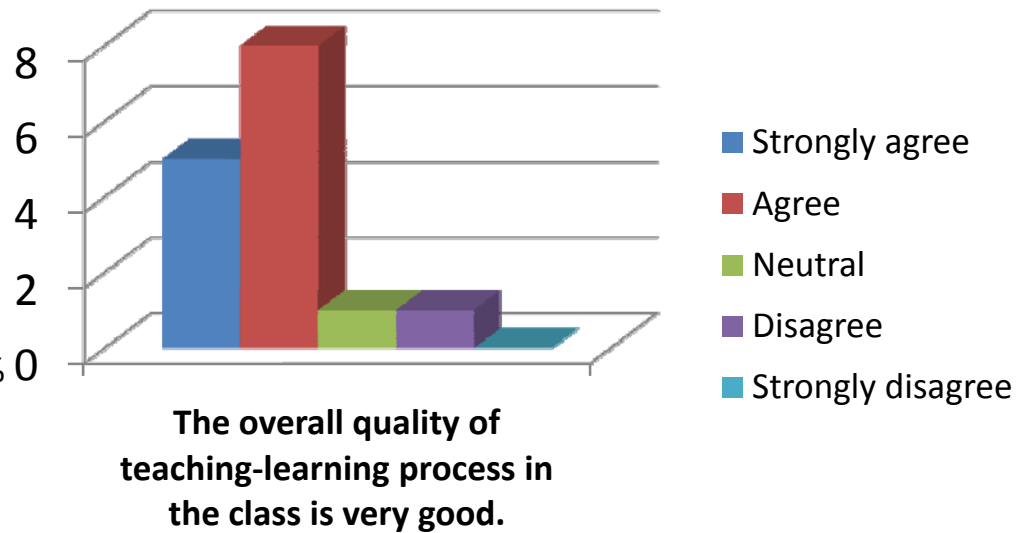 8
6
4
2
% 0
Strongly agree
Agree
Neutral
Disagree
Strongly disagree
The overall quality of
teaching-learning process in
the class is very good.